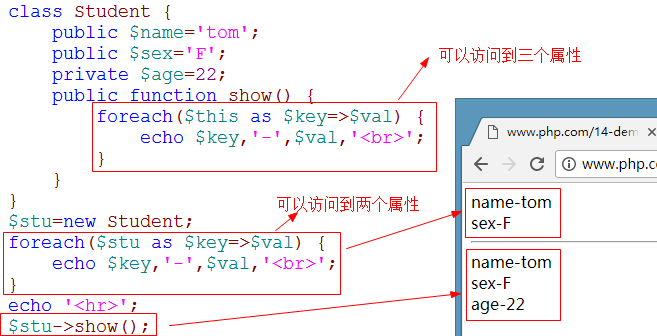 class Student {
public $name='tom';
public $sex='F';
private $age=22;
public function show() {
foreach($this as $key=>$val) {
echo $key,'-',$val,'<br>';
}
}
}
$stu=new Student;
foreach($stu as $key=>$val) {
echo $key,'-',$val,'<br>';
}
echo '<hr>';
$stu->show();
可以访问到三个属性
可以访问到两个属性
www.php.com/14-dem
www.php.c
name-tom
sex-F
name-tom
sex-F
age-22